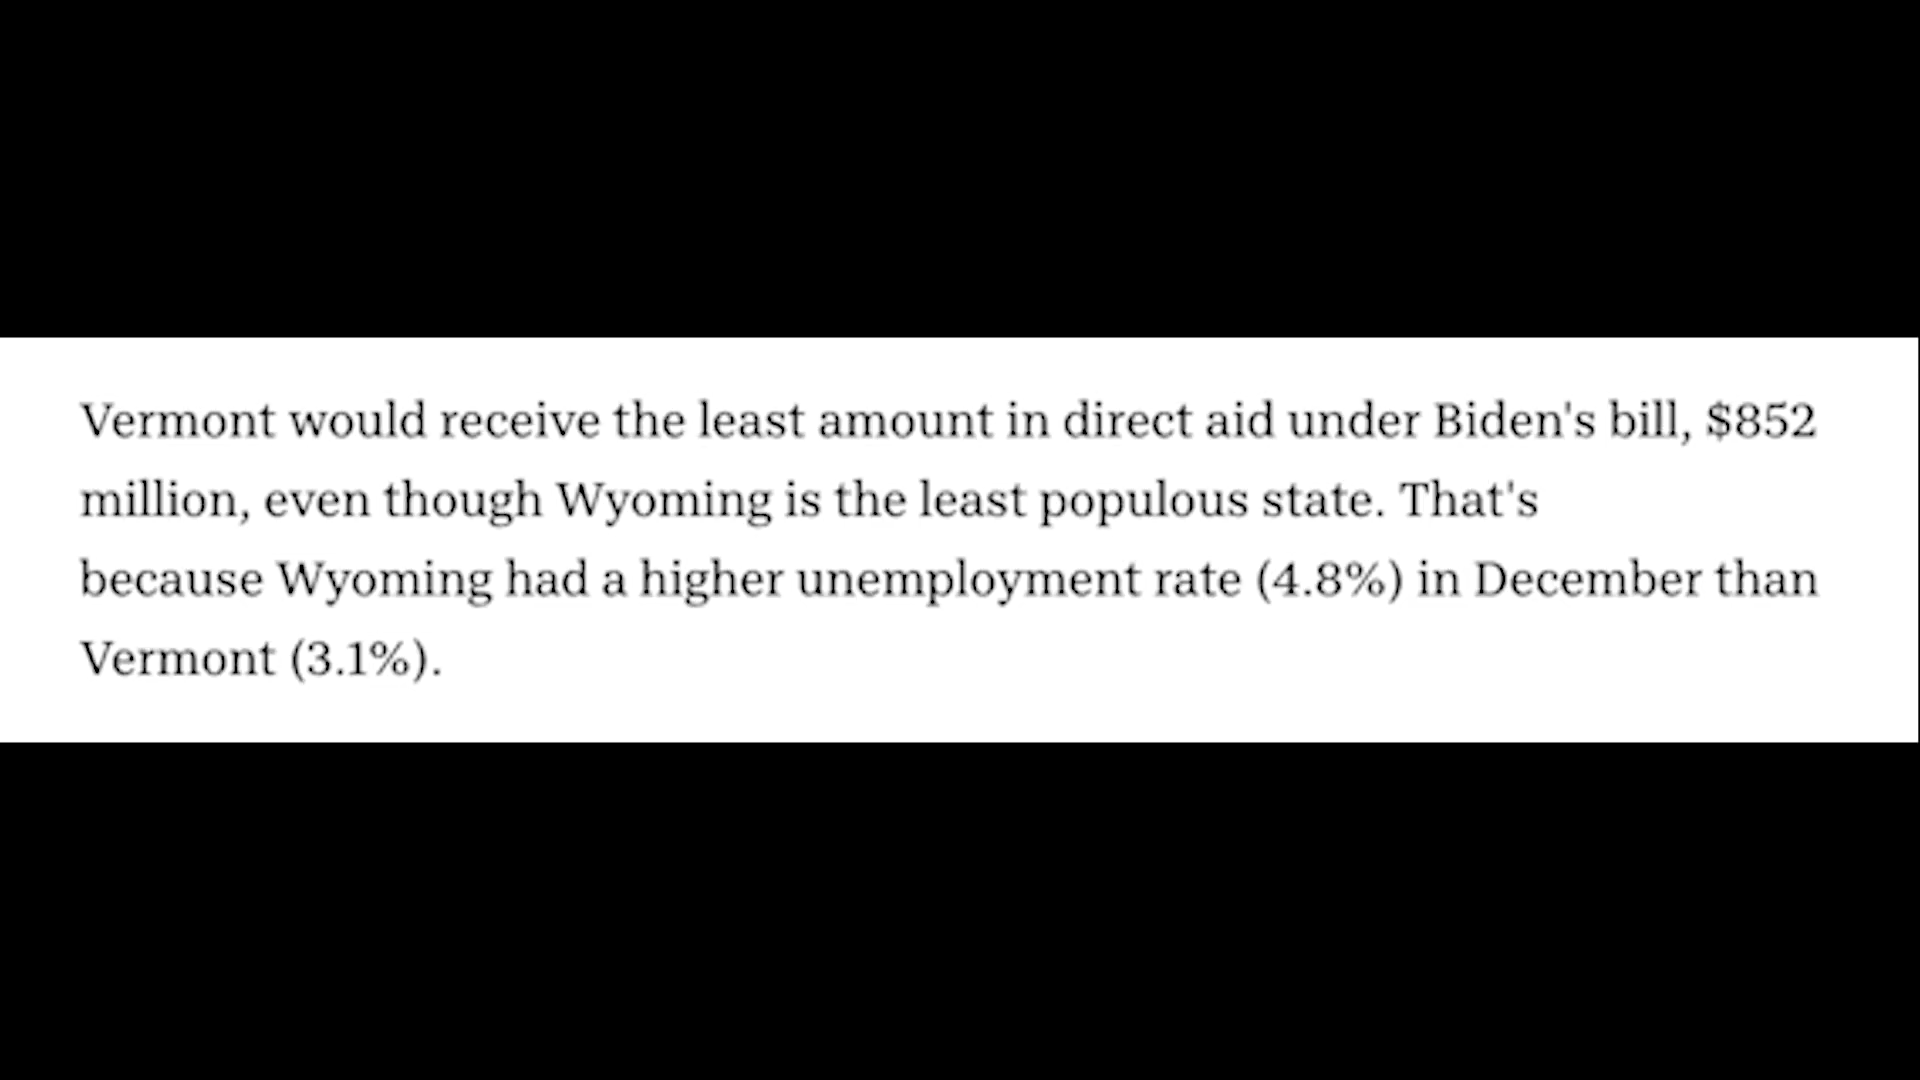 Vermont would receive the least amount in direct aid under Biden's bill, $852
million, even though Wyoming is the least populous state. That's
because Wyoming had a higher unemployment rate (4.8%) in December than
Vermont (3.1%).